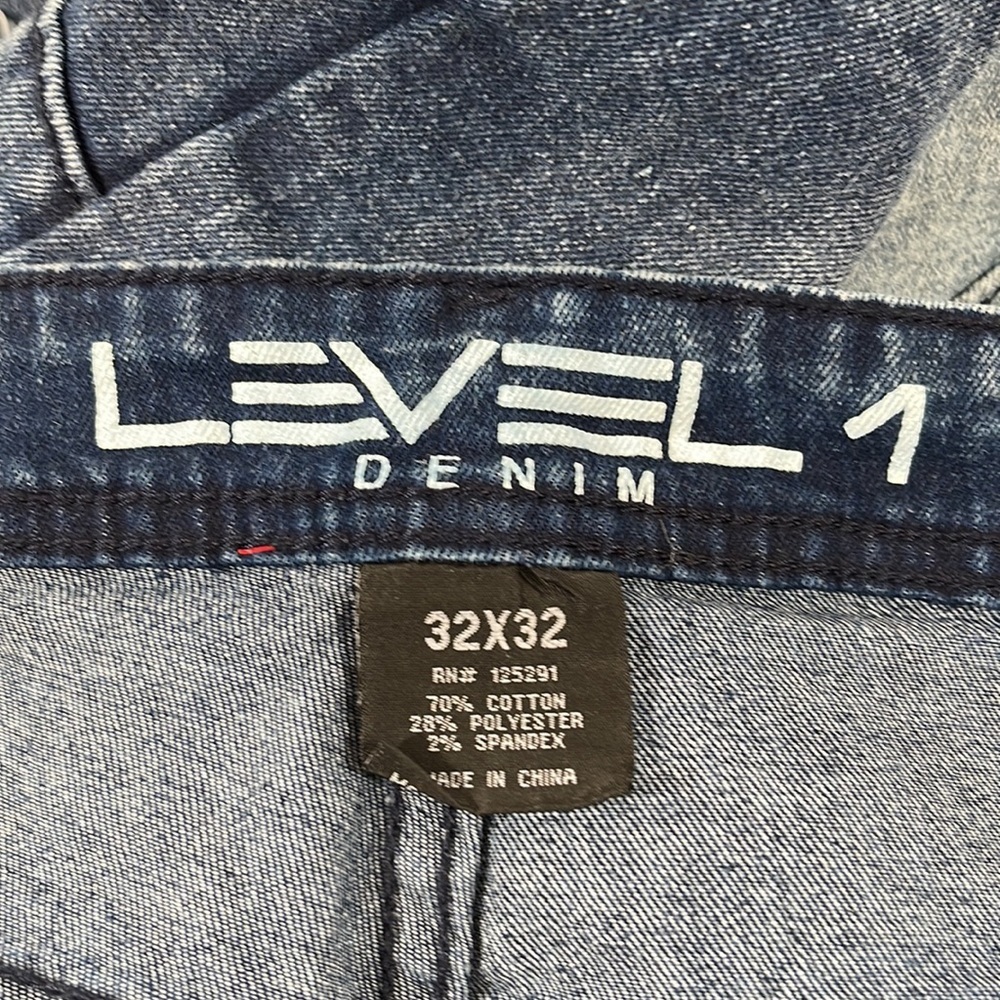 LEVEL 1
DENIM
32X32
RN# 125291
70% COTTON
28% POLYESTER
2% SPANDEX
MADE IN CHINA